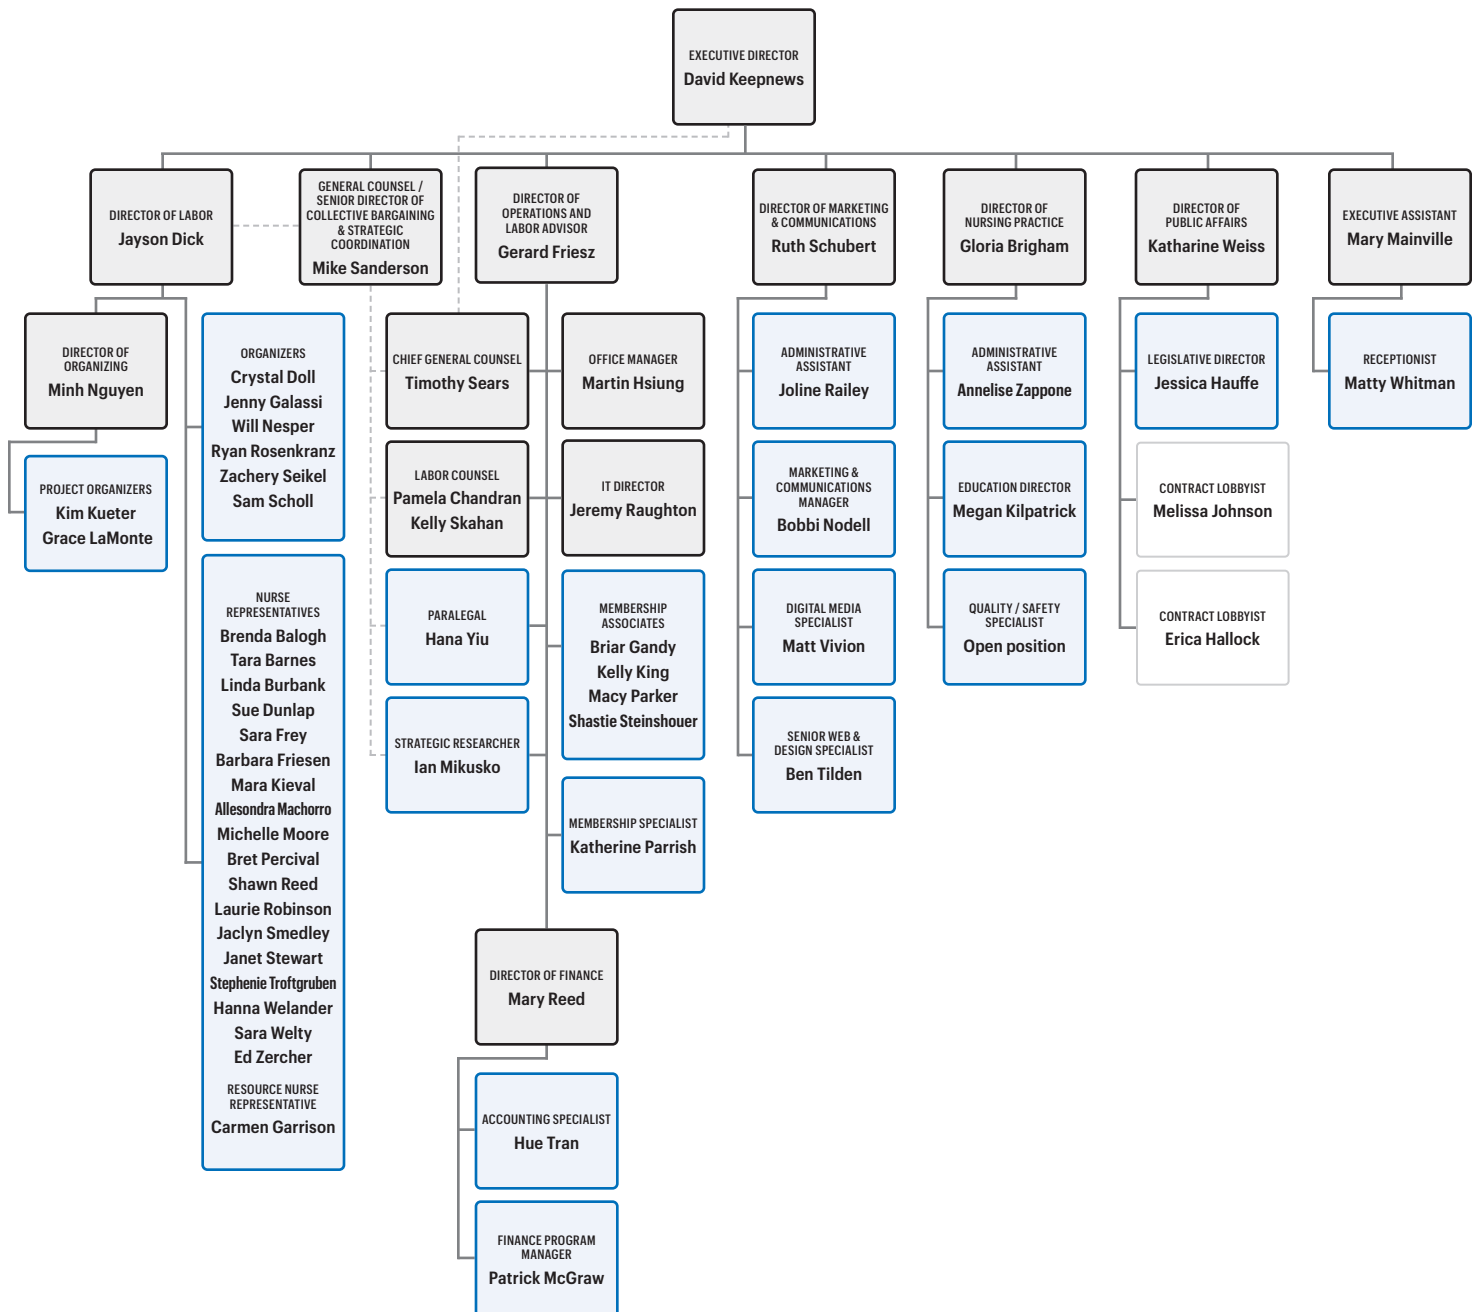 EXECUTIVE DIRECTOR
David Keepnews
DIRECTOR OF LABOR
Jayson Dick
GENERAL COUNSEL /
SENIOR DIRECTOR OF
COLLECTIVE BARGAINING
& STRATEGIC
COORDINATION
Mike Sanderson
DIRECTOR OF
OPERATIONS AND
LABOR ADVISOR
Gerard Friesz
DIRECTOR OF MARKETING
& COMMUNICATIONS
Ruth Schubert
DIRECTOR OF
NURSING PRACTICE
Gloria Brigham
DIRECTOR OF
PUBLIC AFFAIRS
Katharine Weiss
EXECUTIVE ASSISTANT
Mary Mainville
DIRECTOR OF
ORGANIZING
Minh Nguyen
PROJECT ORGANIZERS
Kim Kueter
Grace LaMonte
ORGANIZERS
Crystal Doll
Jenny Galassi
Will Nesper
Ryan Rosenkranz
Zachery Seikel
Sam Scholl
NURSE
REPRESENTATIVES
Brenda Balogh
Tara Barnes
Linda Burbank
Sue Dunlap
Sara Frey
Barbara Friesen
Mara Kieval
Allesondra Machorro
Michelle Moore
Bret Percival
Shawn Reed
Laurie Robinson
Jaclyn Smedley
Janet Stewart
Stephenie Troftgruben
Hanna Welander
Sara Welty
Ed Zercher
RESOURCE NURSE
REPRESENTATIVE
Carmen Garrison
CHIEF GENERAL COUNSEL
Timothy Sears
LABOR COUNSEL
Pamela Chandran
Kelly Skahan
PARALEGAL
Hana Yiu
STRATEGIC RESEARCHER
Ian Mikusko
OFFICE MANAGER
Martin Hsiung
IT DIRECTOR
Jeremy Raughton
MEMBERSHIP
ASSOCIATES
Briar Gandy
Kelly King
Macy Parker
Shastie Steinshouer
MEMBERSHIP SPECIALIST
Katherine Parrish
DIRECTOR OF FINANCE
Mary Reed
ACCOUNTING SPECIALIST
Hue Tran
FINANCE PROGRAM
MANAGER
Patrick McGraw
ADMINISTRATIVE
ASSISTANT
Joline Railey
MARKETING &
COMMUNICATIONS
MANAGER
Bobbi Nodell
DIGITAL MEDIA
SPECIALIST
Matt Vivion
SENIOR WEB &
DESIGN SPECIALIST
Ben Tilden
ADMINISTRATIVE
ASSISTANT
Annelise Zappone
EDUCATION DIRECTOR
Megan Kilpatrick
QUALITY / SAFETY
SPECIALIST
Open position
LEGISLATIVE DIRECTOR
Jessica Hauffe
CONTRACT LOBBYIST
Melissa Johnson
CONTRACT LOBBYIST
Erica Hallock
RECEPTIONIST
Matty Whitman